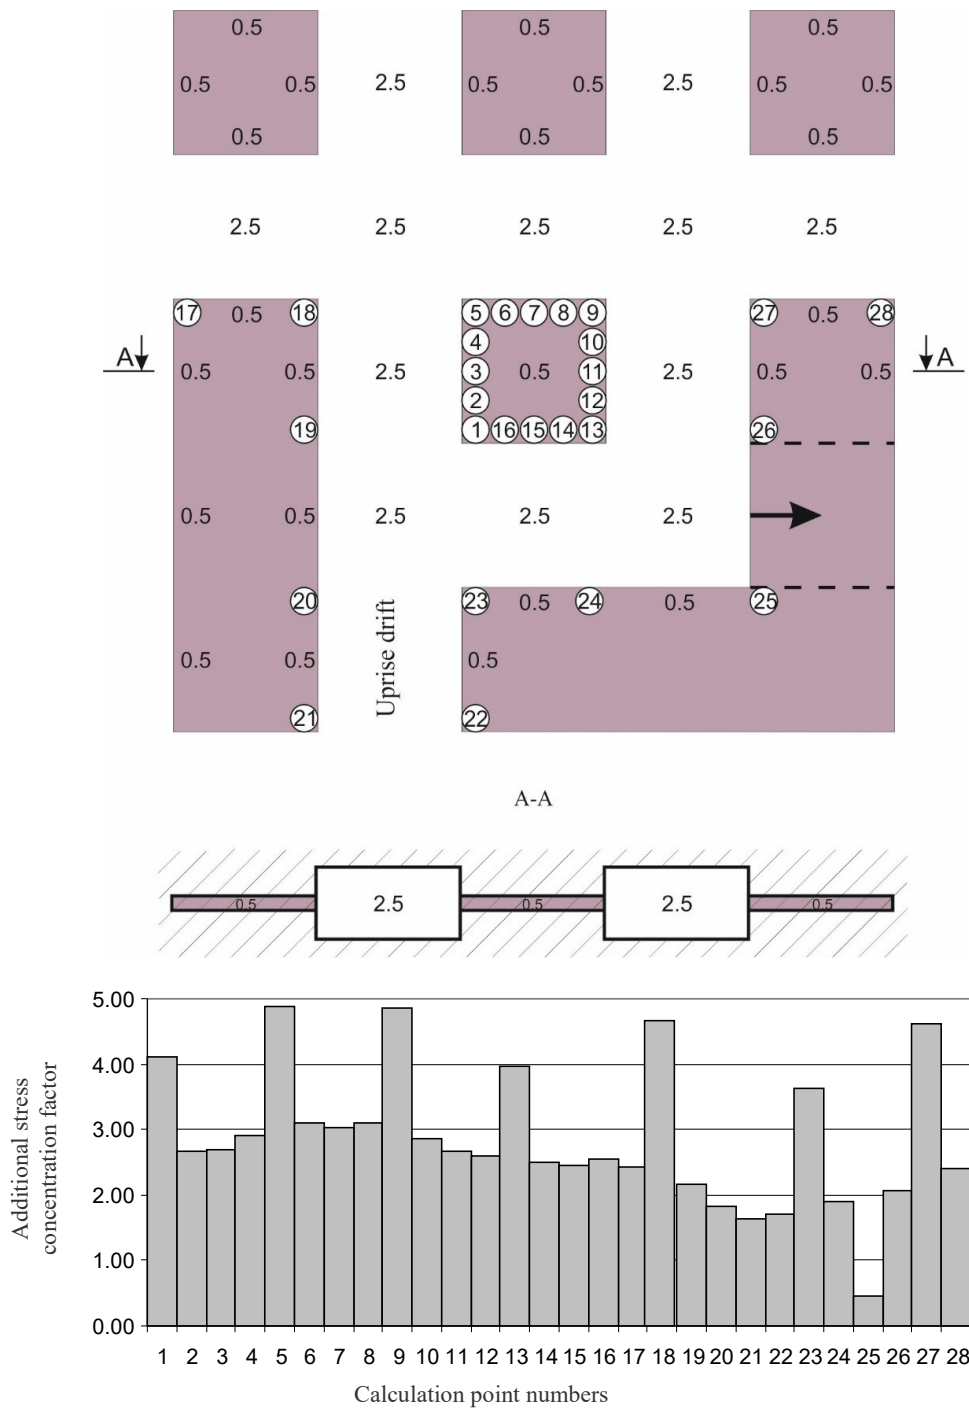 0.5 0.5 0.5
0.5 0.5 2.5 0.5 0.5 2.5 0.5 0.5
0.5 0.5 0.5
2.5 2.5 2.5 2.5 2.5
17 0.5 18 5 6 7 8 9 27 0.5 28
4 10
A 0.5 0.5 2.5 3 0.5 11 2.5 0.5 0.5 A
2 12
19 1 16 15 14 13 26
0.5 0.5 2.5 2.5 2.5
20 23 0.5 24 0.5 25
Uprise drift
0.5 0.5 0.5
21 22
A-A
0.5 2.5 0.5 2.5 0.5
5.00
4.00
3.00
2.00
1.00
0.00
Additional stress
concentration factor
1 2 3 4 5 6 7 8 9 10 11 12 13 14 15 16 17 18 19 20 21 22 23 24 25 26 27 28
Calculation point numbers